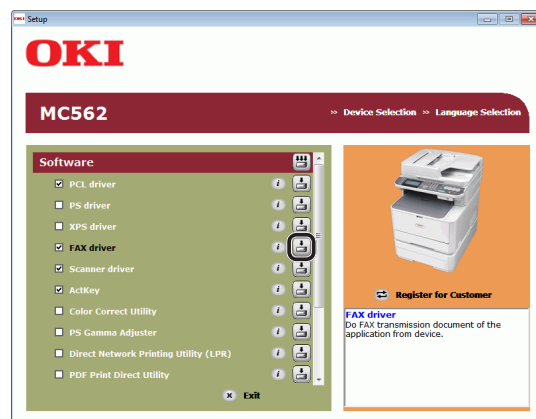 OKI Setup
OKI
MC562
>> Device Selection >> Language Selection
Software
PCL driver
PS driver
XPS driver
FAX driver
Scanner driver
ActKey
Color Correct Utility
PS Gamma Adjuster
Direct Network Printing Utility (LPR)
PDF Print Direct Utility
Exit
Register for Customer
FAX driver
Do FAX transmission document of the
application from device.